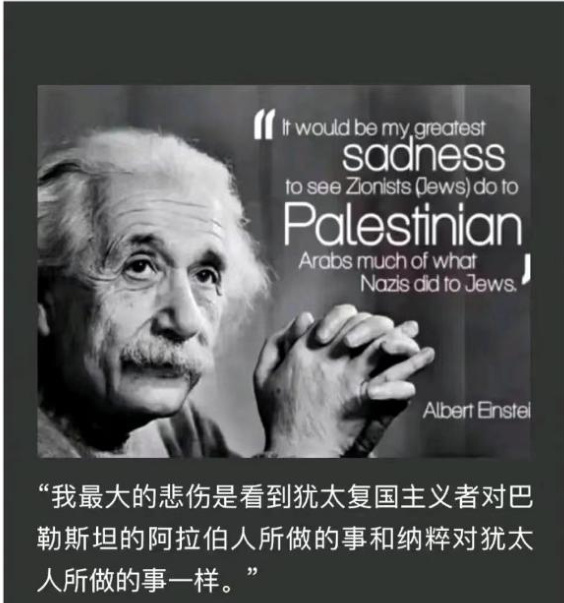 “ It would be my greatest
sadness
to see Zionists (Jews) do to
Palestinian
Arabs much of what
Nazis did to Jews. ”
Albert Einstei
“我最大的悲伤是看到犹太复国主义者对巴
勒斯坦的阿拉伯人所做的事和纳粹对犹太
人所做的事一样。”